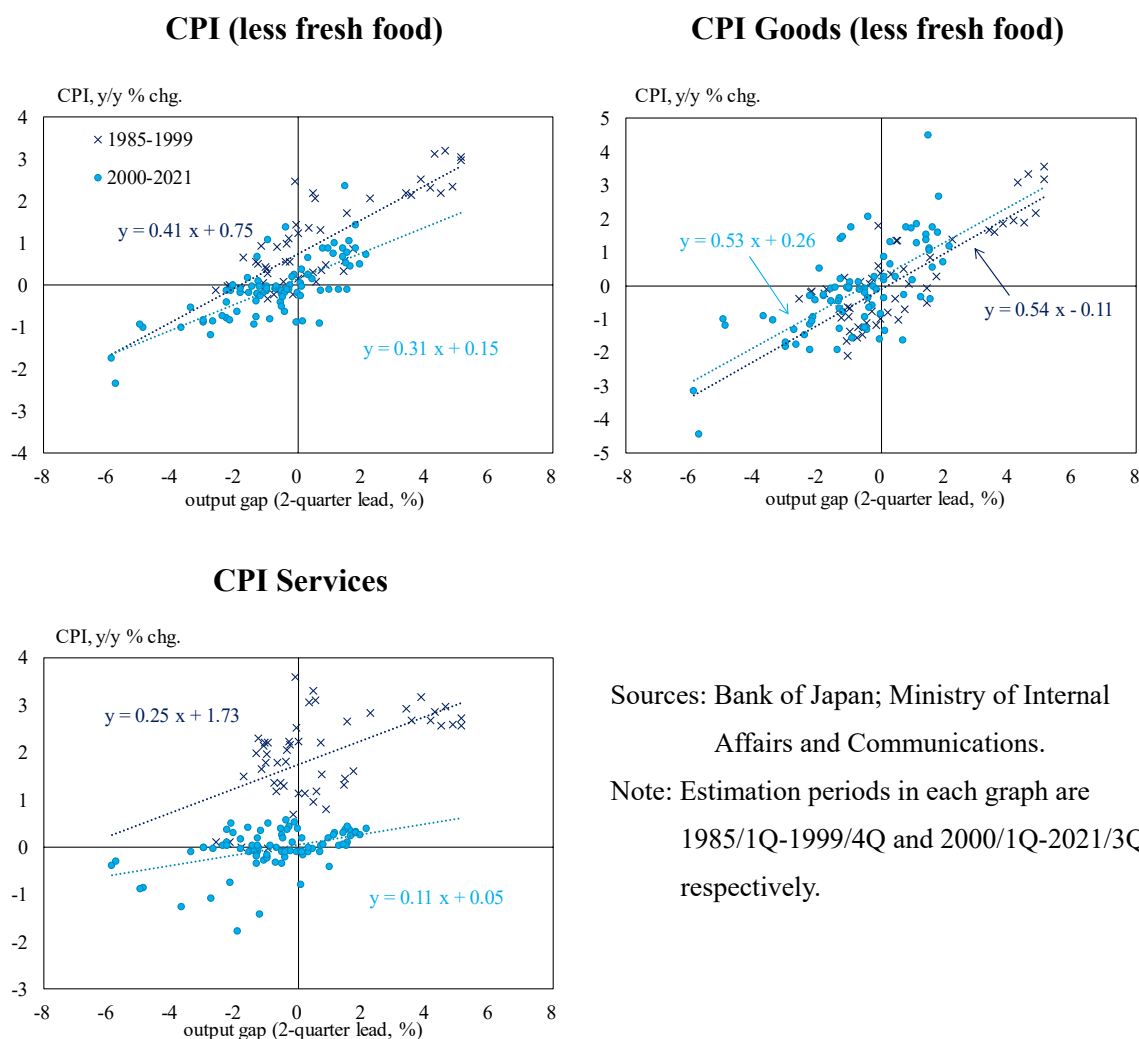 CPI (less fresh food)
CPI, y/y % chg.
4
3
2
1
0
-1
-2
-3
-4
× 1985-1999
● 2000-2021
y = 0.41 x + 0.75
y = 0.31 x + 0.15
-8 -6 -4 -2 0 2 4 6 8
output gap (2-quarter lead, %)
CPI Goods (less fresh food)
CPI, y/y % chg.
5
4
3
2
1
0
-1
-2
-3
-4
-5
y = 0.53 x + 0.26
y = 0.54 x - 0.11
-8 -6 -4 -2 0 2 4 6 8
output gap (2-quarter lead, %)
CPI Services
CPI, y/y % chg.
4
3
2
1
0
-1
-2
-3
y = 0.25 x + 1.73
y = 0.11 x + 0.05
-8 -6 -4 -2 0 2 4 6 8
output gap (2-quarter lead, %)
Sources: Bank of Japan; Ministry of Internal
Affairs and Communications.
Note: Estimation periods in each graph are
1985/1Q-1999/4Q and 2000/1Q-2021/3Q
respectively.